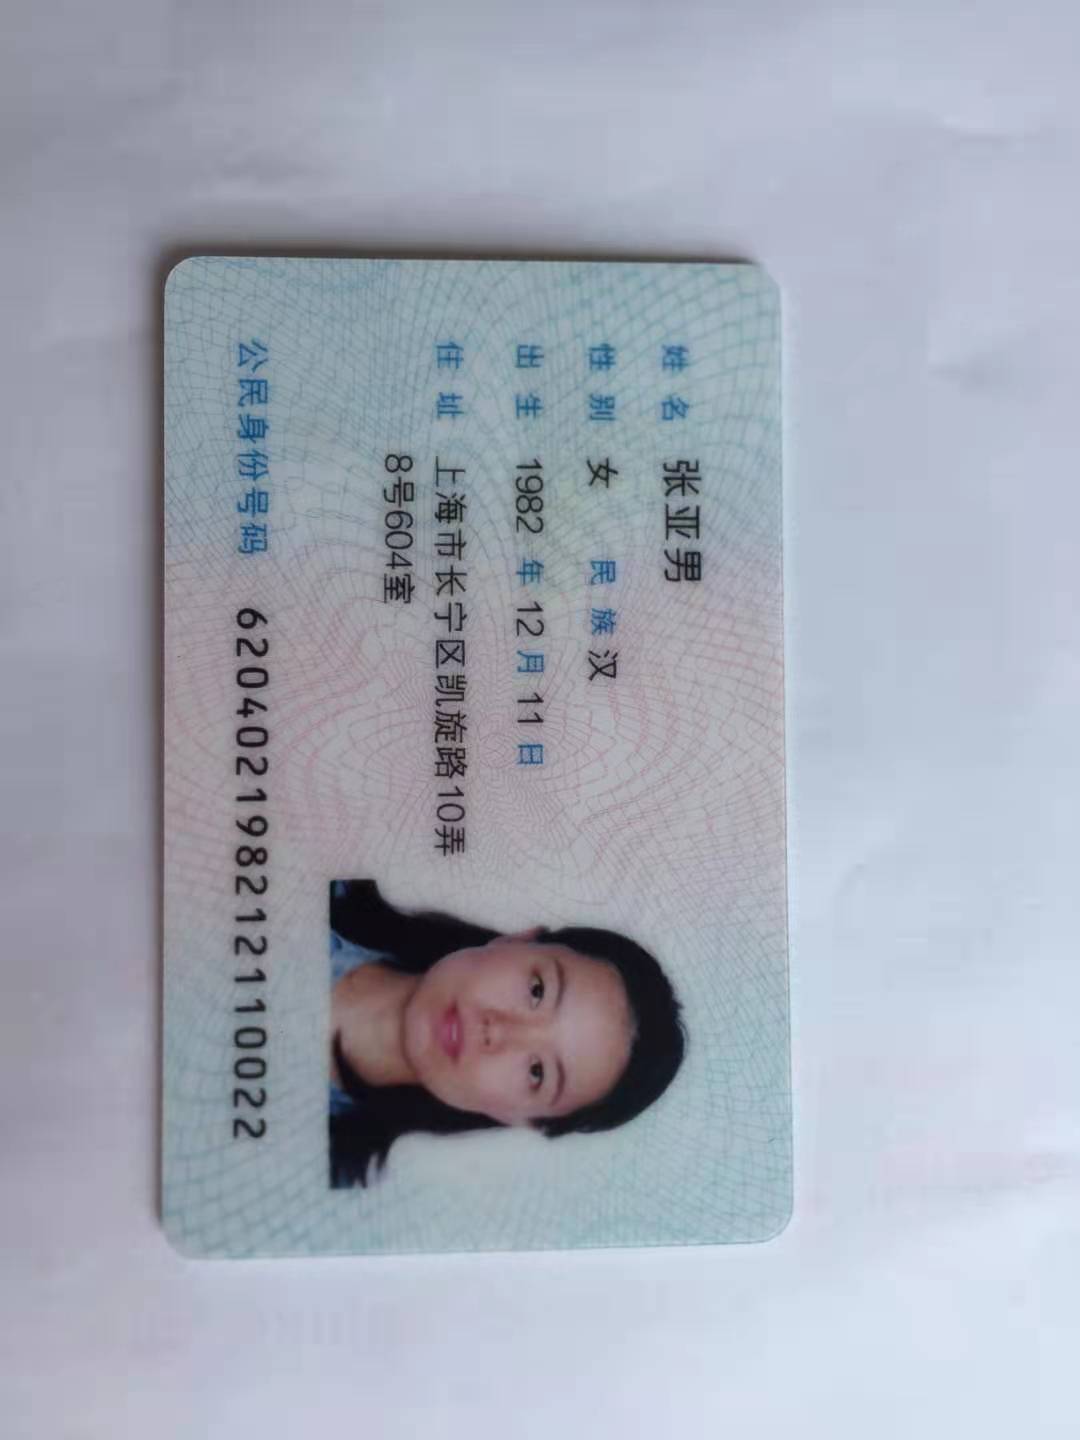 姓名 张亚男
性别 女 民族 汉
出生 1982 年 12 月 11 日
住址 上海市长宁区凯旋路10弄
8号604室
公民身份号码 620402198212110022